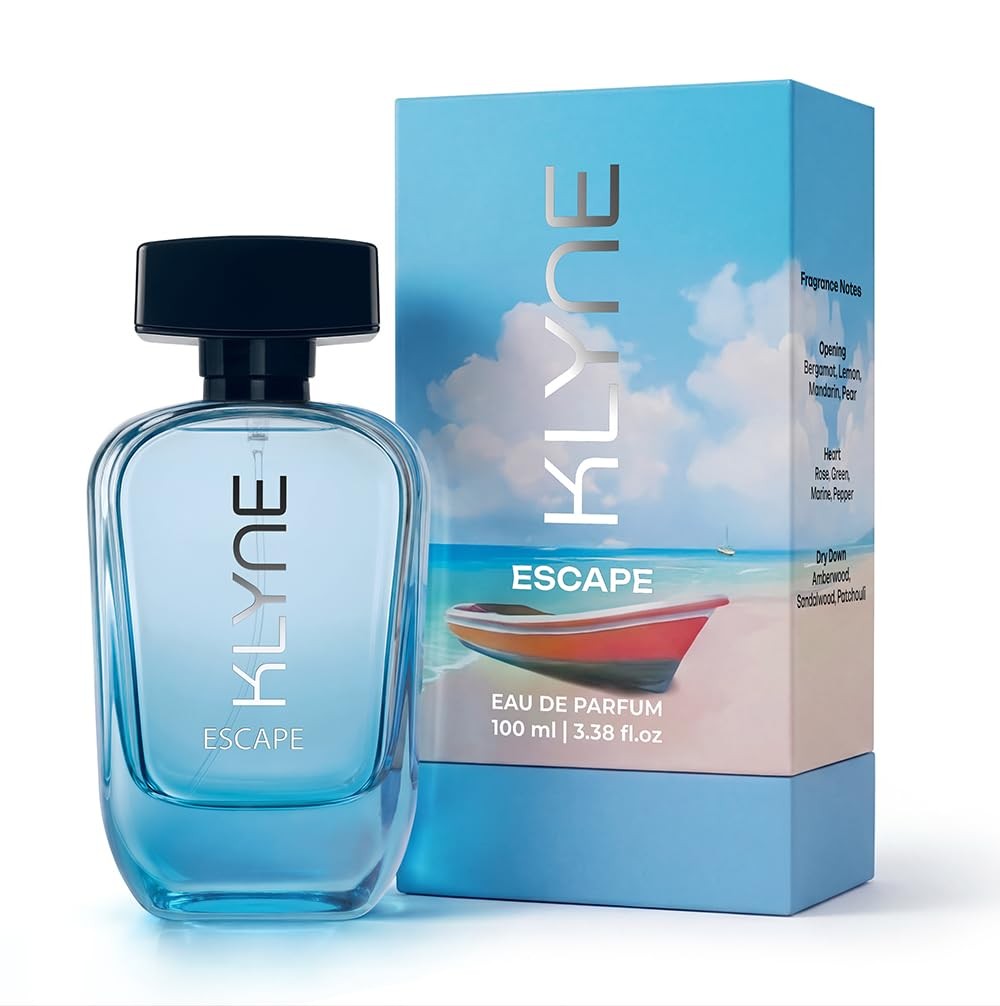 KLYNE
ESCAPE
KLYNE
ESCAPE
EAU DE PARFUM
100 ml | 3.38 fl.oz
Fragrance Notes
Opening
Bergamot, Lemon,
Mandarin, Pear
Heart
Rose, Green,
Marine, Pepper
Dry Down
Amberwood,
Sandalwood, Patchouli